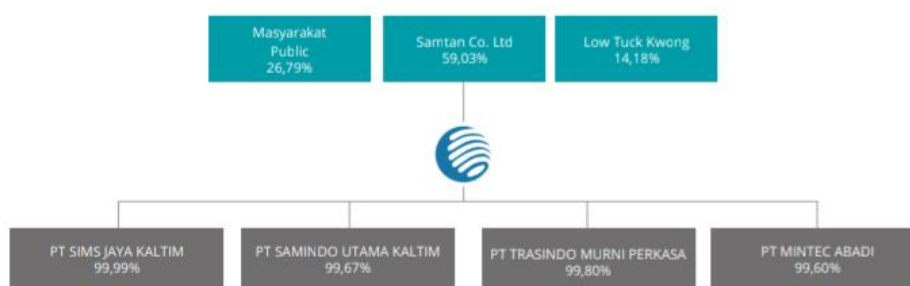 Masyarakat
Public
26,79%
Samtan Co. Ltd
59,03%
Low Tuck Kwong
14,18%
PT SIMS JAYA KALTIM
99,99%
PT SAMINDO UTAMA KALTIM
99,67%
PT TRASINDO MURNI PERKASA
99,80%
PT MINTEC ABADI
99,60%